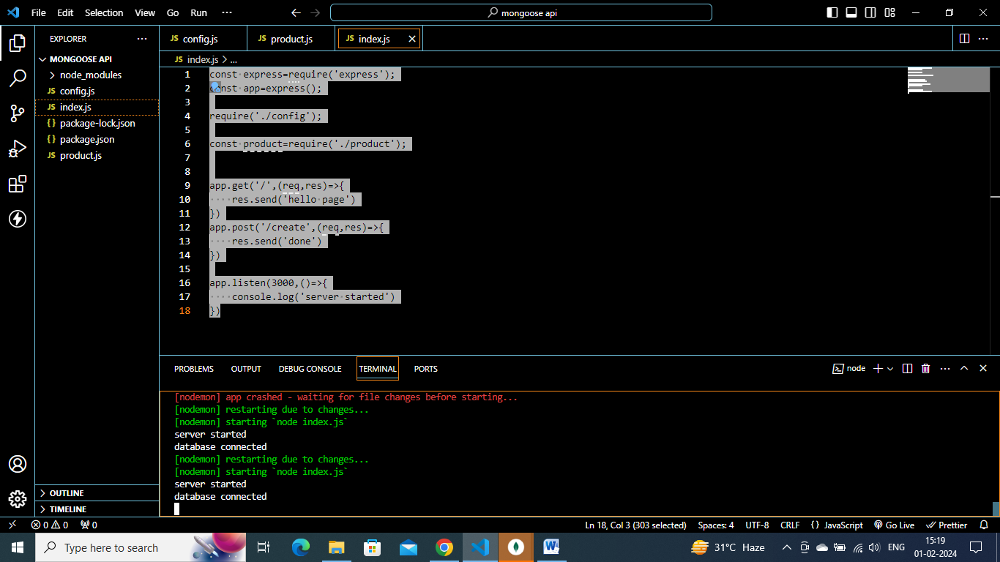 File Edit Selection View Go Run ··· mongoose api
EXPLORER ···
MONGOOSE API
node_modules
JS config.js
JS index.js
{} package-lock.json
{} package.json
JS product.js
OUTLINE
TIMELINE
JS config.js JS product.js JS index.js
JS index.js > ...
1 const express=require('express');
2 const app=express();
3
4 require('./config');
5
6 const product=require('./product');
7
8
9 app.get('/',(req,res)=>{
10 res.send('hello page')
11 })
12 app.post('/create',(req,res)=>{
13 res.send('done')
14 })
15
16 app.listen(3000,()=>{
17 console.log('server started')
18 })
PROBLEMS OUTPUT DEBUG CONSOLE TERMINAL PORTS node
[nodemon] app crashed - waiting for file changes before starting...
[nodemon] restarting due to changes...
[nodemon] starting `node index.js`
server started
database connected
[nodemon] restarting due to changes...
[nodemon] starting `node index.js`
server started
database connected
0 0 0 Ln 18, Col 3 (303 selected) Spaces: 4 UTF-8 CRLF {} JavaScript Go Live Prettier
Type here to search 31°C Haze ENG 15:19
01-02-2024